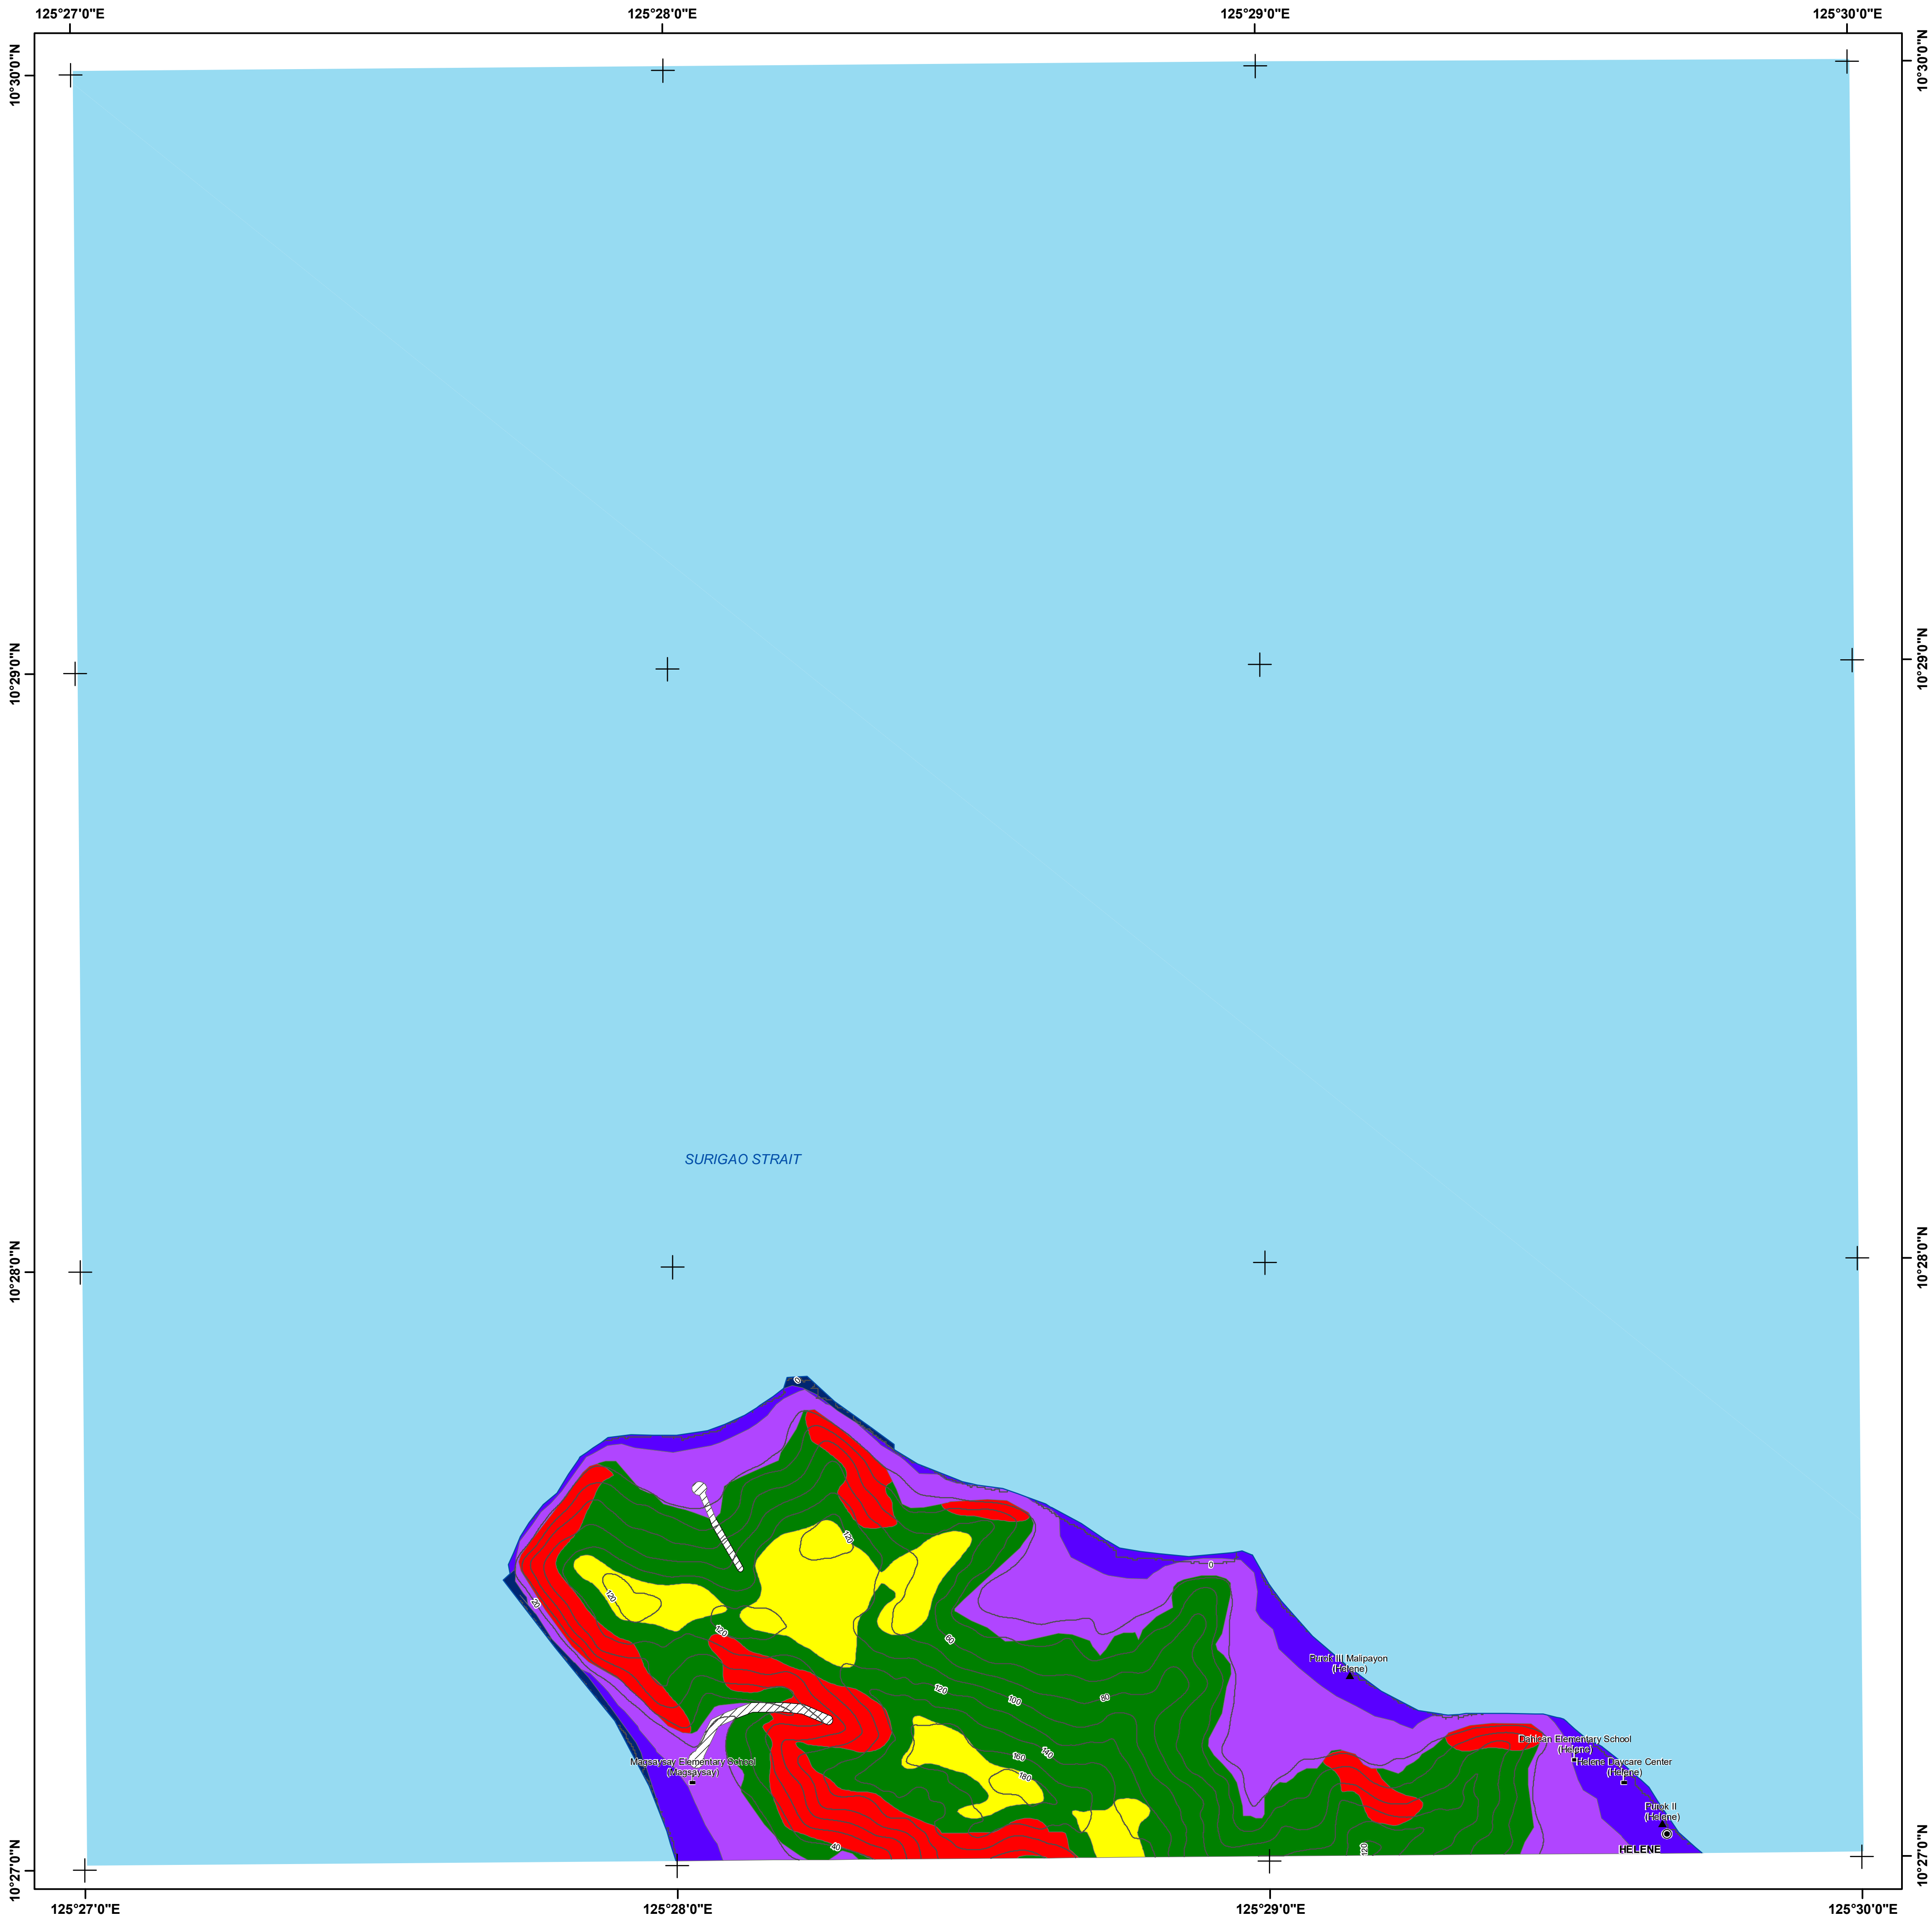 125°27'0"E 125°28'0"E 125°29'0"E 125°30'0"E
10°30'0"N 10°30'0"N
10°29'0"N 10°29'0"N
SURIGAO STRAIT
10°28'0"N 10°28'0"N
0
120
0
120
20
120
60
Purok III Malipayon
(Helene)
120 100 80
Dahican Elementary School
(Helene)
140
160
Magsaysay Elementary School
(Magsaysay)
Helene Daycare Center
(Helene)
180
Purok II
(Helene)
40
120
HELENE
10°27'0"N 10°27'0"N
125°27'0"E 125°28'0"E 125°29'0"E 125°30'0"E